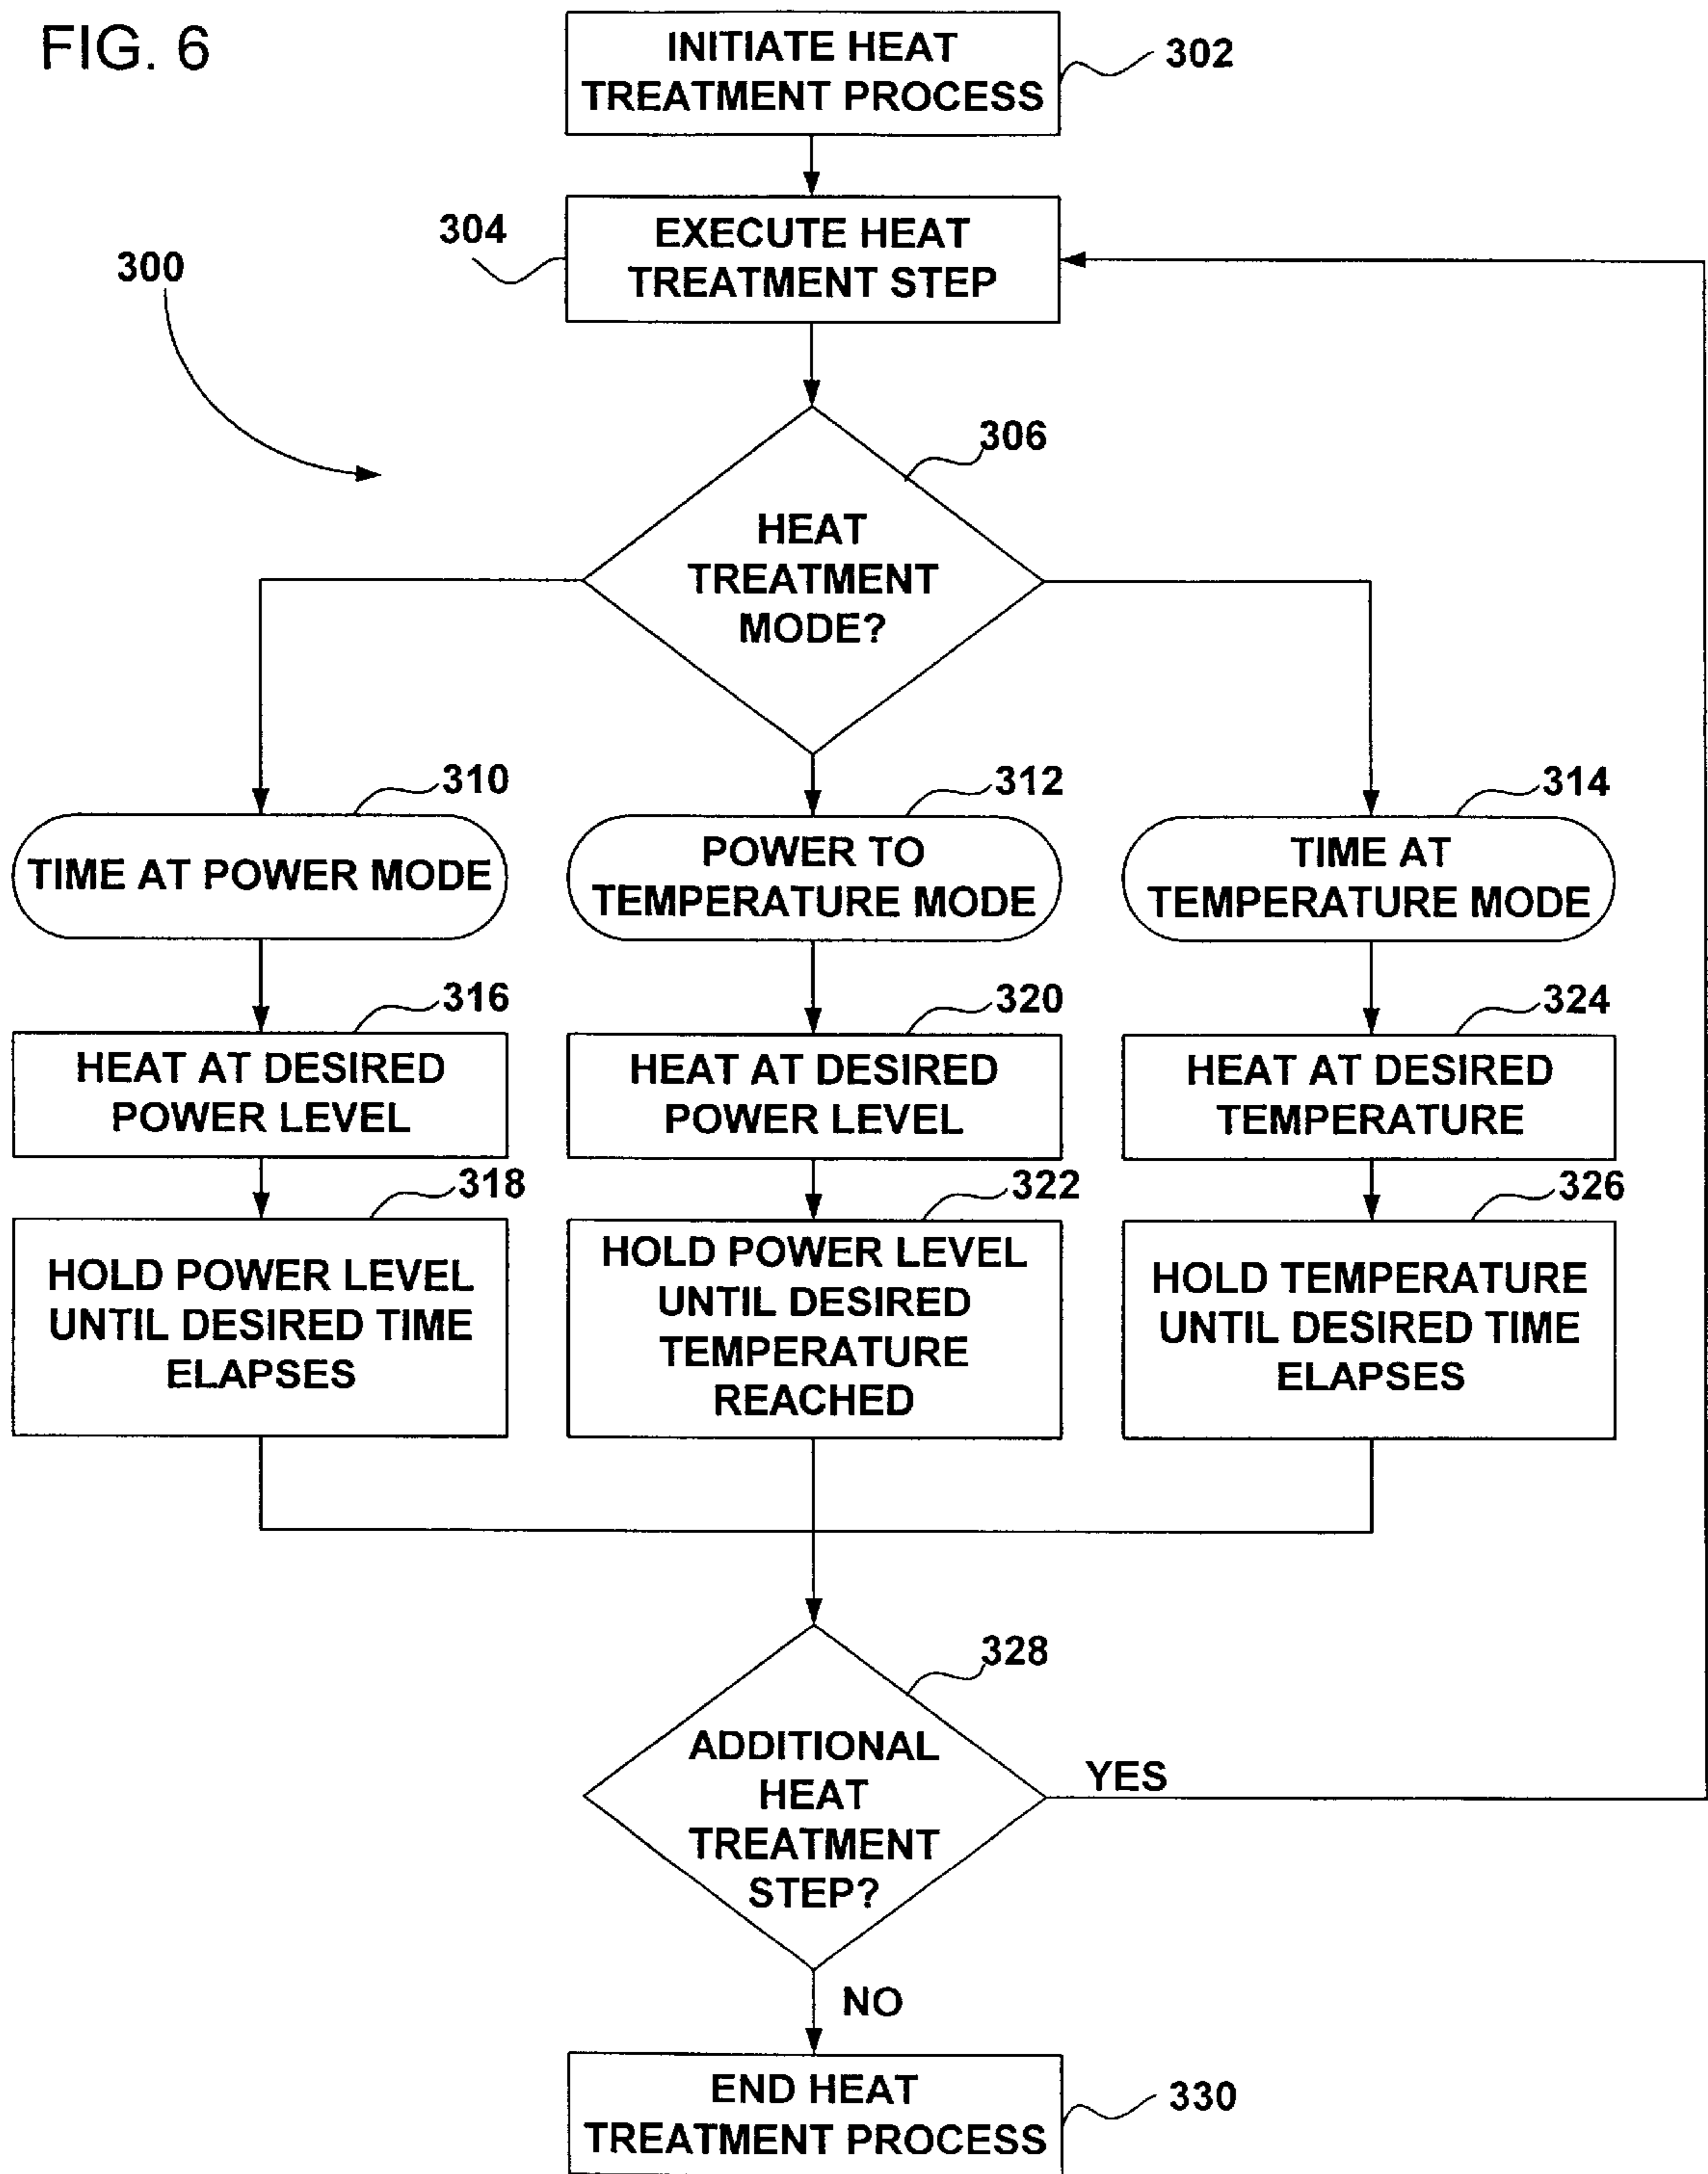 FIG. 6
INITIATE HEAT
TREATMENT PROCESS
302
304
EXECUTE HEAT
TREATMENT STEP
300
306
HEAT
TREATMENT
MODE?
310
312
314
TIME AT POWER MODE
POWER TO
TEMPERATURE MODE
TIME AT
TEMPERATURE MODE
316
320
324
HEAT AT DESIRED
POWER LEVEL
HEAT AT DESIRED
POWER LEVEL
HEAT AT DESIRED
TEMPERATURE
318
322
326
HOLD POWER LEVEL
UNTIL DESIRED TIME
ELAPSES
HOLD POWER LEVEL
UNTIL DESIRED
TEMPERATURE
REACHED
HOLD TEMPERATURE
UNTIL DESIRED TIME
ELAPSES
328
ADDITIONAL
HEAT
TREATMENT
STEP?
YES
NO
END HEAT
TREATMENT PROCESS
330